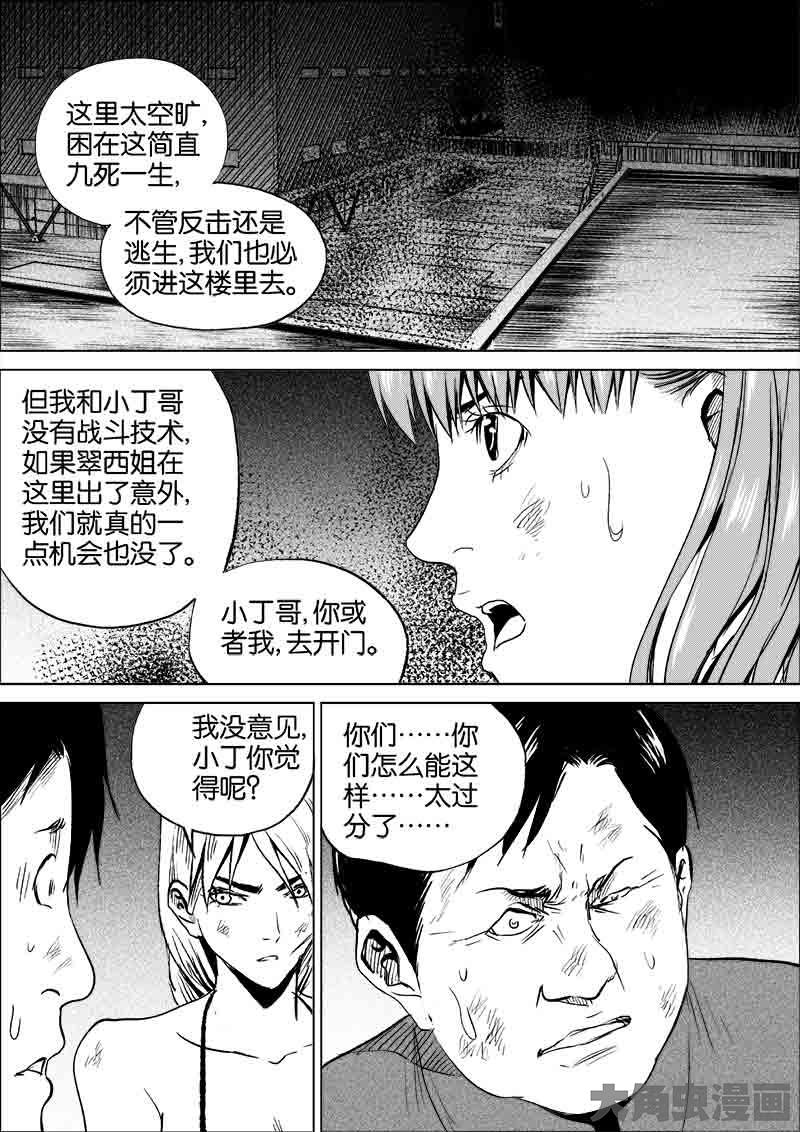 这里太空旷,
困在这简直
九死一生,
不管反击还是
逃生,我们也必
须进这楼里去。
但我和小丁哥
没有战斗技术,
如果翠西姐在
这里出了意外,
我们就真的一
点机会也没了。
小丁哥,你或
者我,去开门。
我没意见,
小丁你觉
得呢?
你们……你
们怎么能这
样……太过
分了……
大角虫漫画